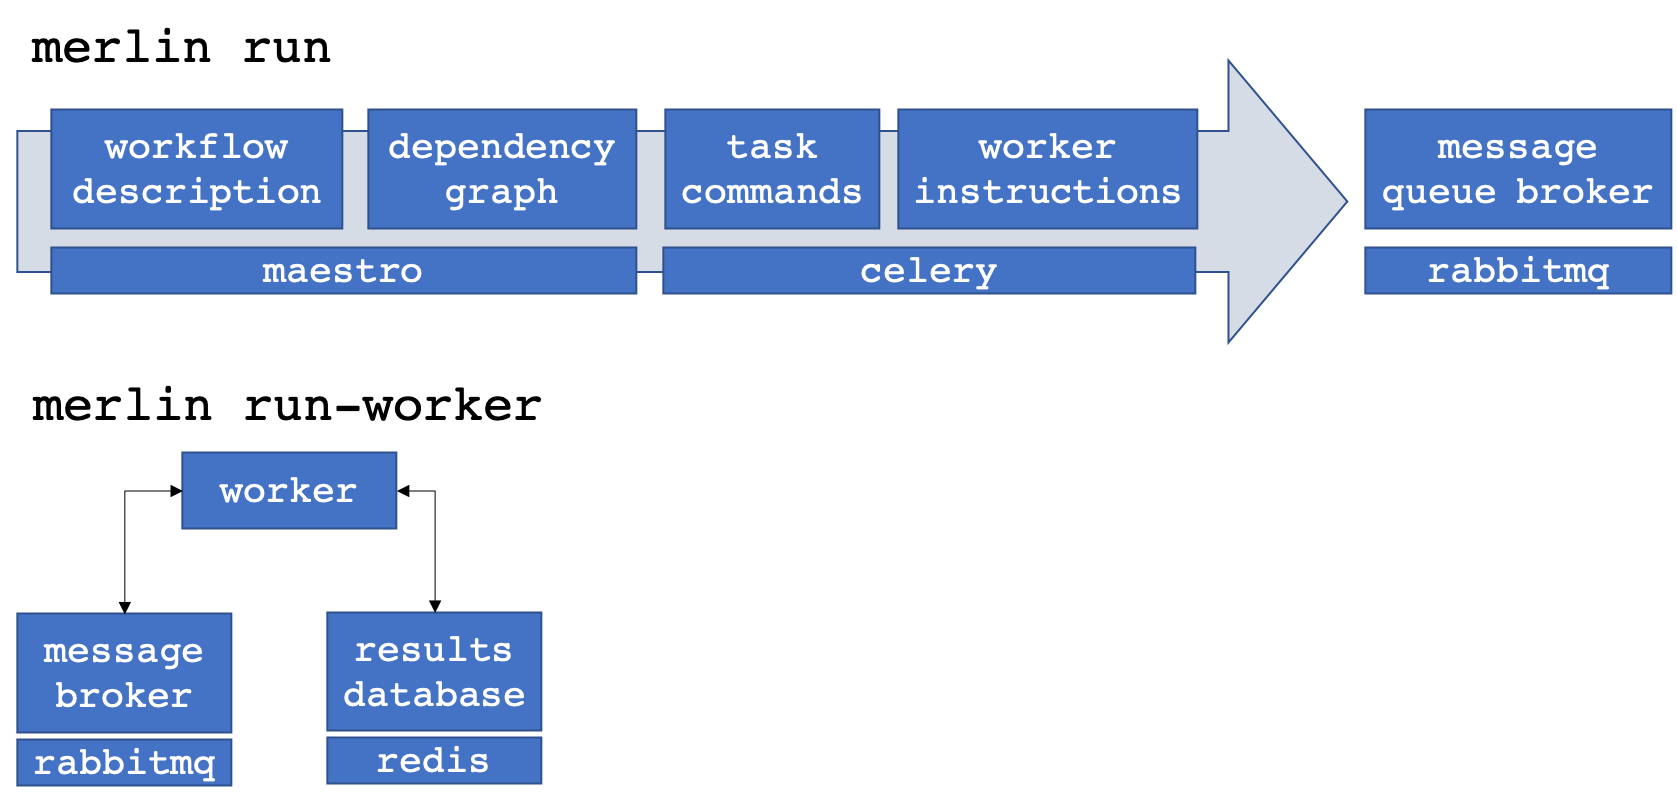 merlin run
workflow
description
dependency
graph
task
commands
worker
instructions
message
queue broker
maestro
celery
rabbitmq
merlin run-worker
worker
message
broker
rabbitmq
results
database
redis